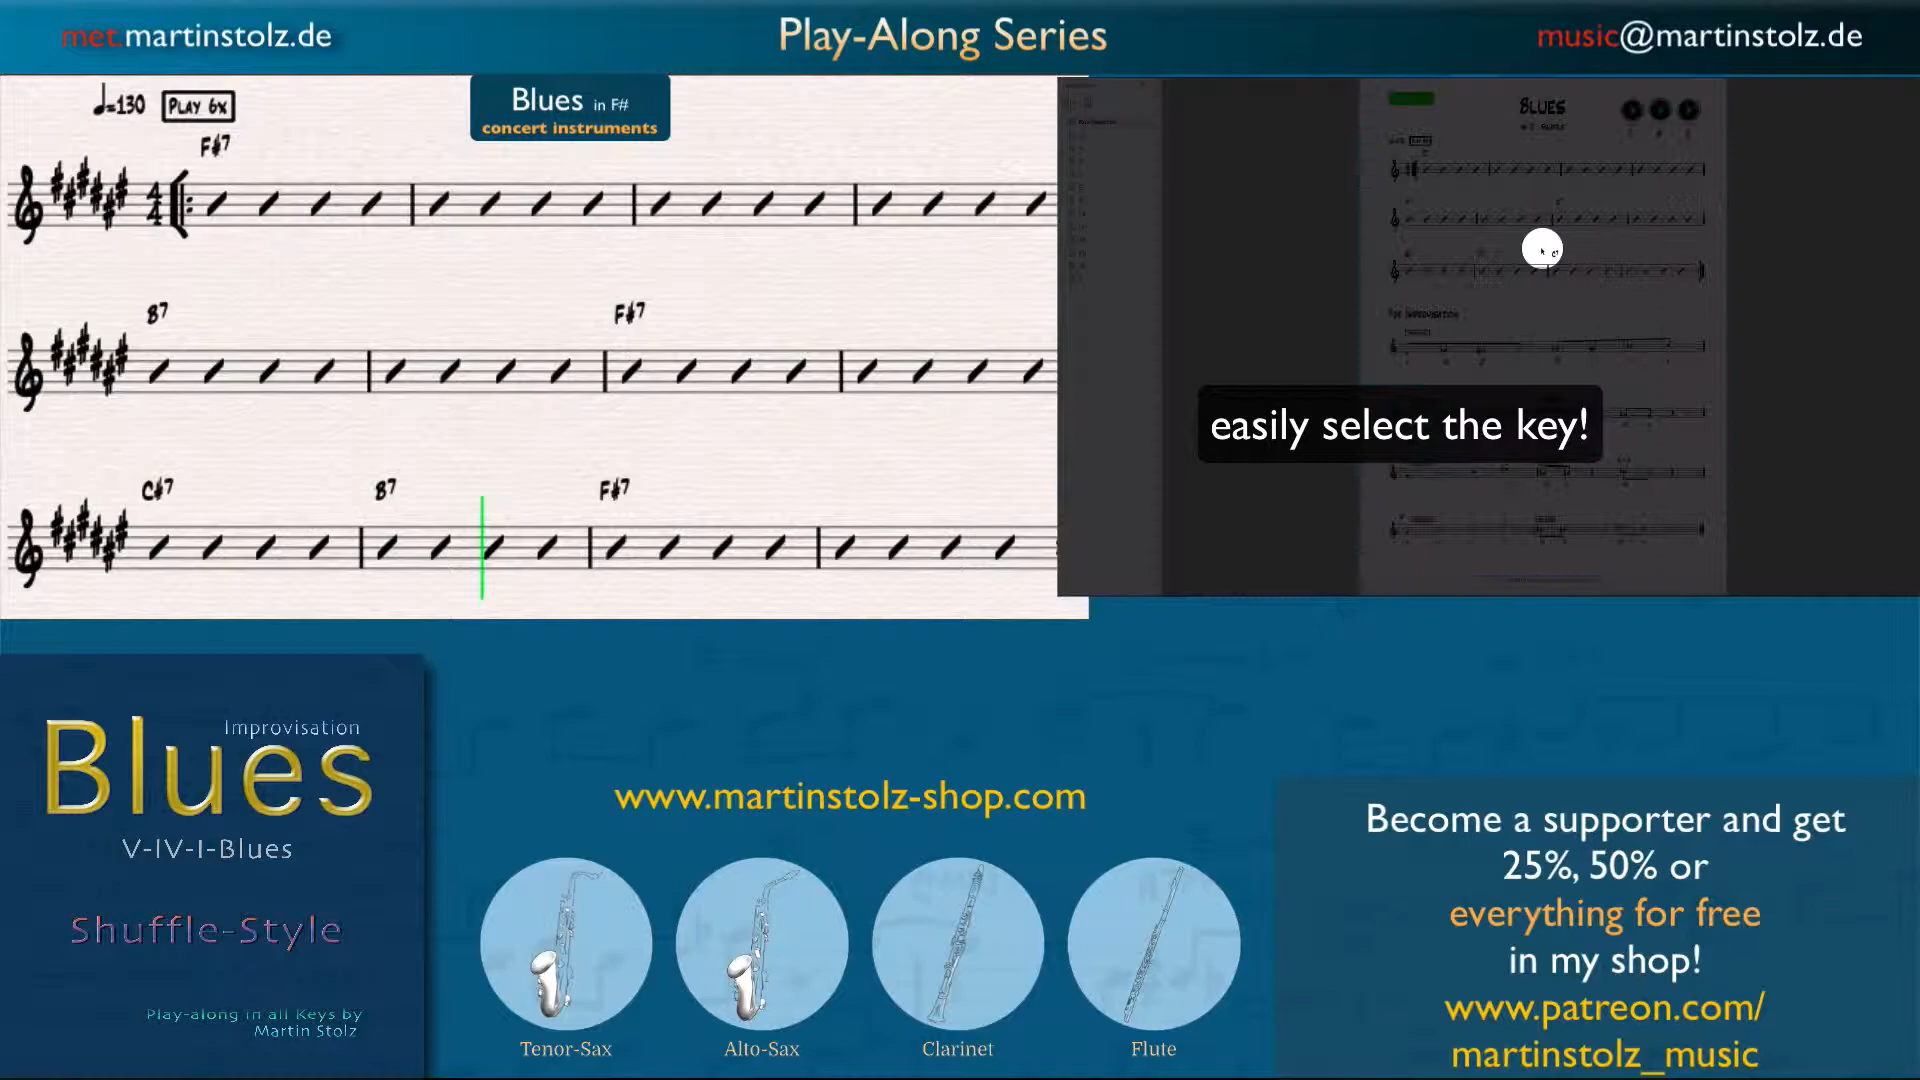 met.martinstolz.de
Play-Along Series
music@martinstolz.de
♩=130 PLAY 6x
Blues in F#
concert instruments
F#7
B7 F#7
C#7 B7 F#7
BLUES
FOR IMPROVISATION
easily select the key!
Improvisation
Blues
V-IV-I-Blues
Shuffle-Style
Play-along in all Keys by
Martin Stolz
www.martinstolz-shop.com
Tenor-Sax
Alto-Sax
Clarinet
Flute
Become a supporter and get
25%, 50% or
everything for free
in my shop!
www.patreon.com/
martinstolz_music